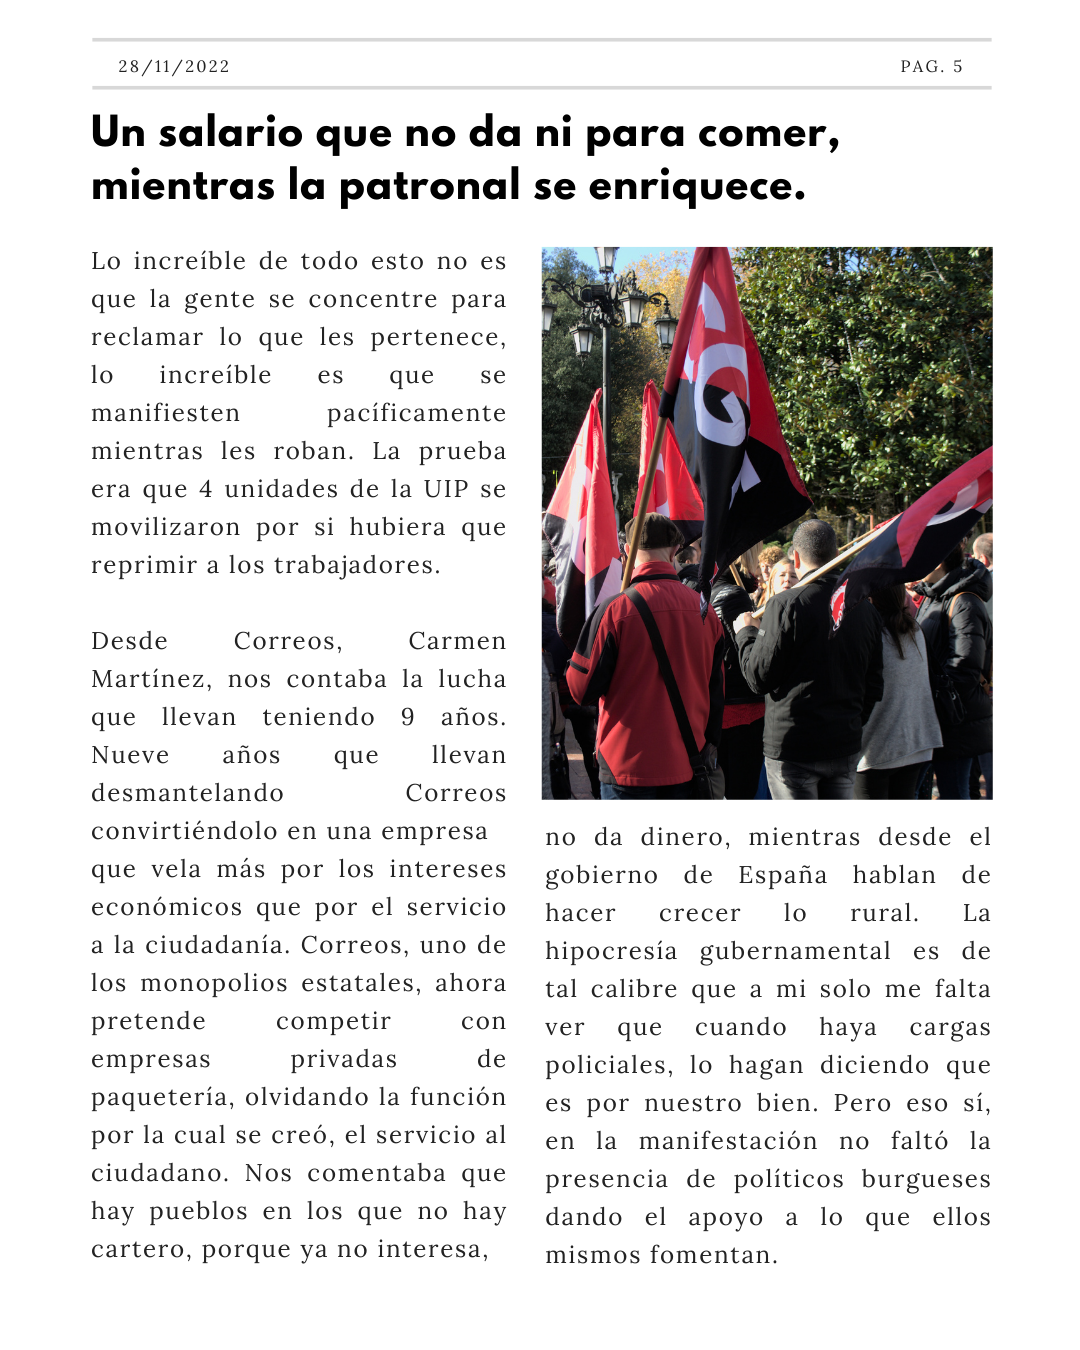 28/11/2022
PAG. 5
Un salario que no da ni para comer,
mientras la patronal se enriquece.
Lo increíble de todo esto no es
que la gente se concentre para
reclamar lo que les pertenece,
lo increíble es que se
manifiesten pacíficamente
mientras les roban. La prueba
era que 4 unidades de la UIP se
movilizaron por si hubiera que
reprimir a los trabajadores.
Desde Correos, Carmen
Martínez, nos contaba la lucha
que llevan teniendo 9 años.
Nueve años que llevan
desmantelando Correos
convirtiéndolo en una empresa
que vela más por los intereses
económicos que por el servicio
a la ciudadanía. Correos, uno de
los monopolios estatales, ahora
pretende competir con
empresas privadas de
paquetería, olvidando la función
por la cual se creó, el servicio al
ciudadano. Nos comentaba que
hay pueblos en los que no hay
cartero, porque ya no interesa,
no da dinero, mientras desde el
gobierno de España hablan de
hacer crecer lo rural. La
hipocresía gubernamental es de
tal calibre que a mi solo me falta
ver que cuando haya cargas
policiales, lo hagan diciendo que
es por nuestro bien. Pero eso sí,
en la manifestación no faltó la
presencia de políticos burgueses
dando el apoyo a lo que ellos
mismos fomentan.